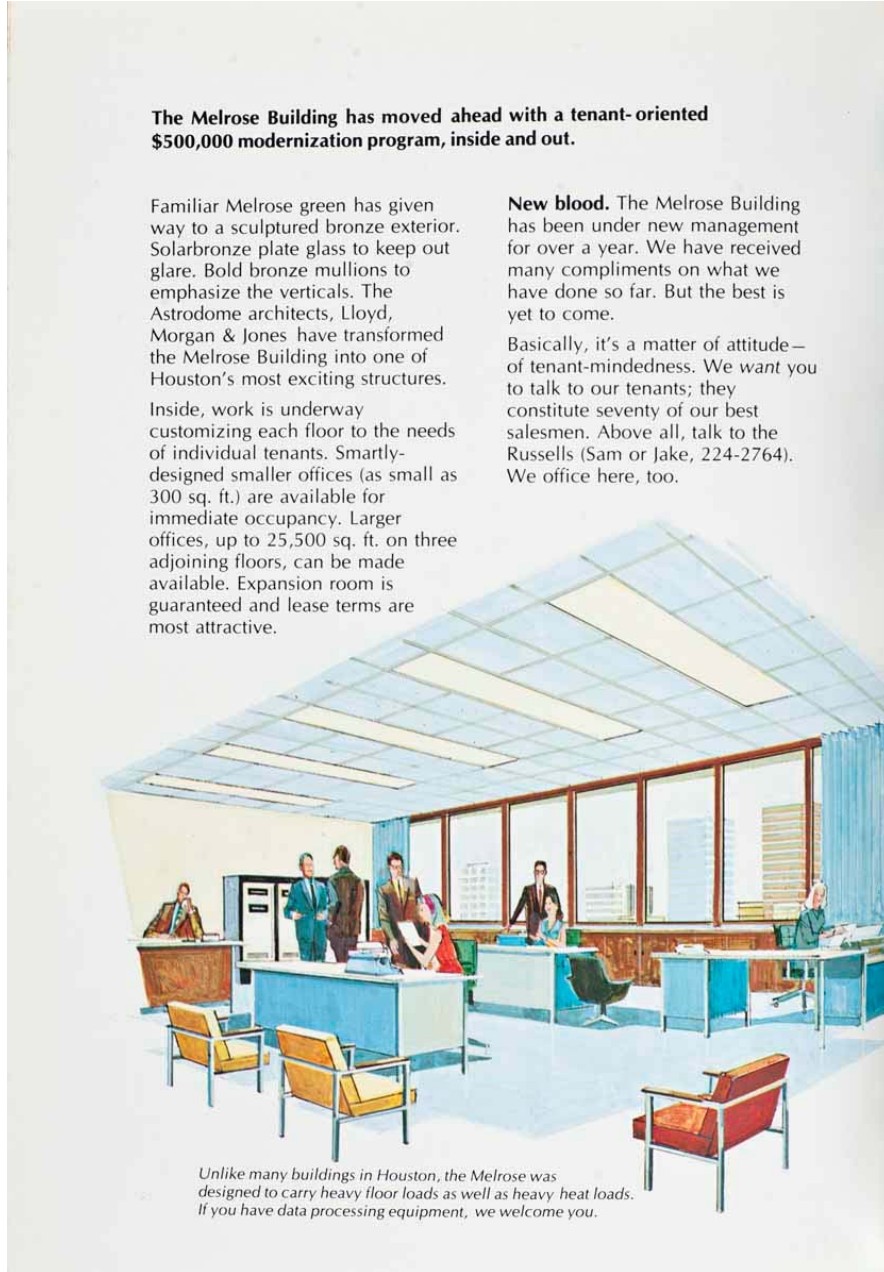 The Melrose Building has moved ahead with a tenant-oriented
$500,000 modernization program, inside and out.
Familiar Melrose green has given
way to a sculptured bronze exterior.
Solarbronze plate glass to keep out
glare. Bold bronze mullions to
emphasize the verticals. The
Astrodome architects, Lloyd,
Morgan & Jones have transformed
the Melrose Building into one of
Houston's most exciting structures.
Inside, work is underway
customizing each floor to the needs
of individual tenants. Smartly-
designed smaller offices (as small as
300 sq. ft.) are available for
immediate occupancy. Larger
offices, up to 25,500 sq. ft. on three
adjoining floors, can be made
available. Expansion room is
guaranteed and lease terms are
most attractive.
New blood. The Melrose Building
has been under new management
for over a year. We have received
many compliments on what we
have done so far. But the best is
yet to come.
Basically, it's a matter of attitude—
of tenant-mindedness. We want you
to talk to our tenants; they
constitute seventy of our best
salesmen. Above all, talk to the
Russells (Sam or Jake, 224-2764).
We office here, too.
Unlike many buildings in Houston, the Melrose was
designed to carry heavy floor loads as well as heavy heat loads.
If you have data processing equipment, we welcome you.